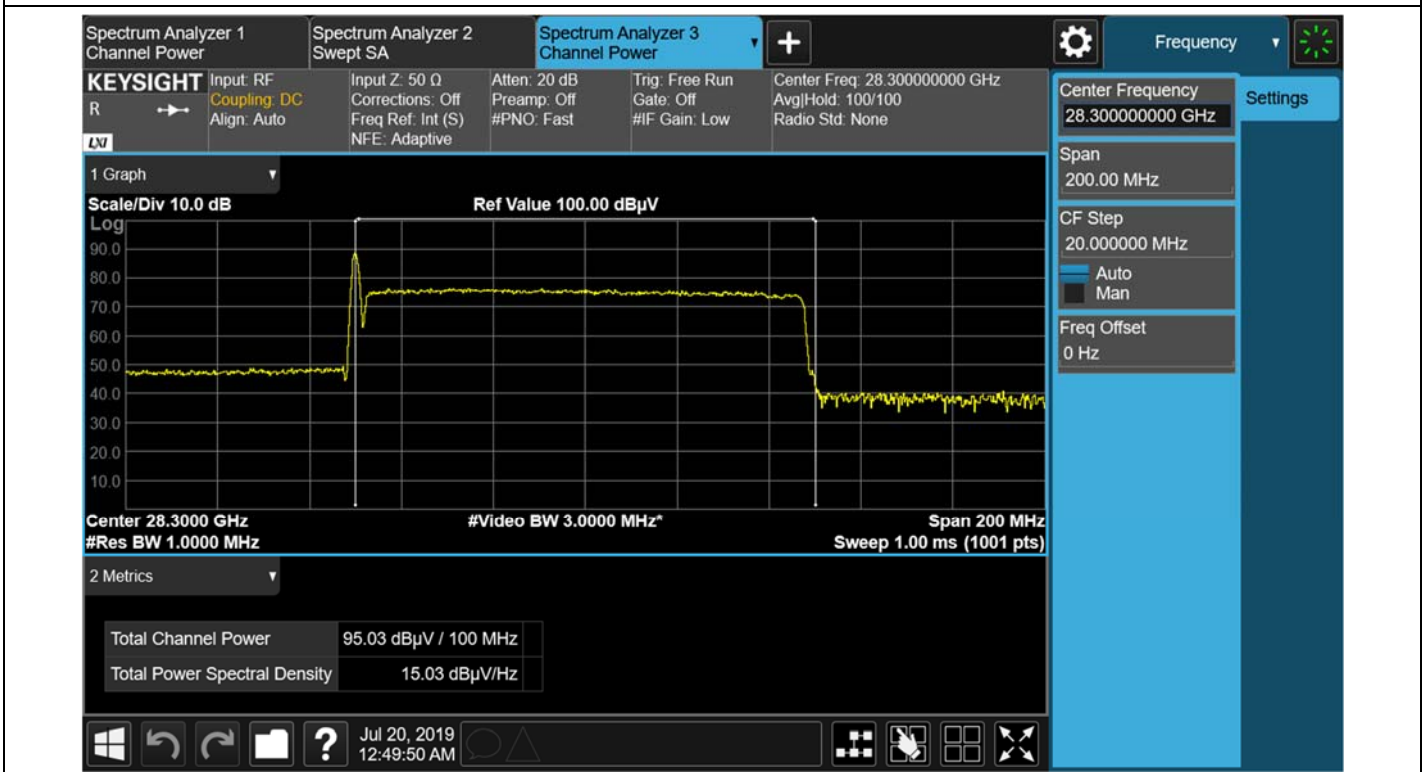 Spectrum Analyzer 1
Channel Power
Spectrum Analyzer 2
Swept SA
Spectrum Analyzer 3
Channel Power
Frequency
KEYSIGHT
R
LXI
Input: RF
Coupling: DC
Align: Auto
Input Z: 50 Ω
Corrections: Off
Freq Ref: Int (S)
NFE: Adaptive
Atten: 20 dB
Preamp: Off
#PNO: Fast
Trig: Free Run
Gate: Off
#IF Gain: Low
Center Freq: 28.300000000 GHz
Avg|Hold: 100/100
Radio Std: None
Center Frequency
28.300000000 GHz
Settings
Span
200.00 MHz
CF Step
20.000000 MHz
Auto
Man
Freq Offset
0 Hz
1 Graph
Scale/Div 10.0 dB
Ref Value 100.00 dBµV
Log
90.0
80.0
70.0
60.0
50.0
40.0
30.0
20.0
10.0
Center 28.3000 GHz
#Video BW 3.0000 MHz*
Span 200 MHz
#Res BW 1.0000 MHz
Sweep 1.00 ms (1001 pts)
2 Metrics
Total Channel Power 95.03 dBµV / 100 MHz
Total Power Spectral Density 15.03 dBµV/Hz
?
Jul 20, 2019
12:49:50 AM